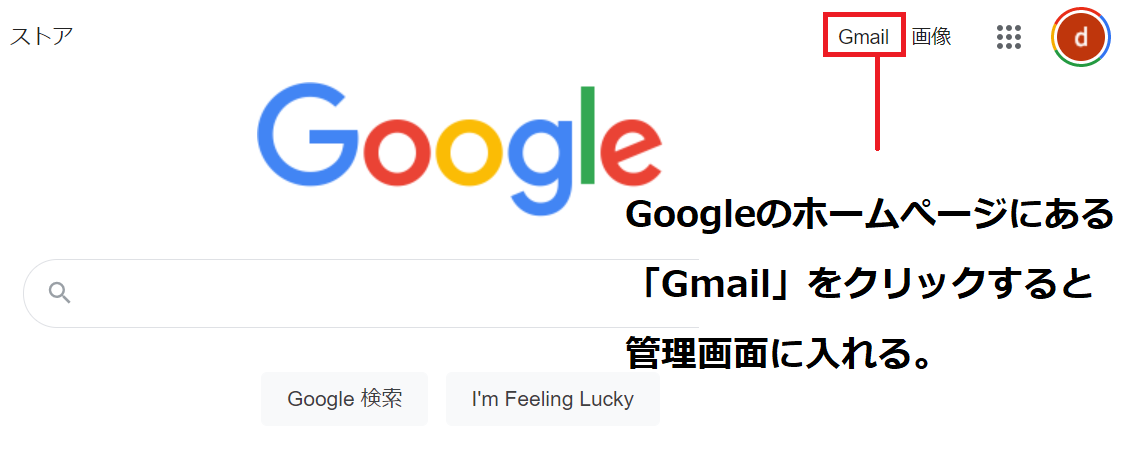 ストア
Gmail 画像
d
Google
Googleのホームページにある
「Gmail」をクリックすると
管理画面に入れる。
Google 検索
I'm Feeling Lucky